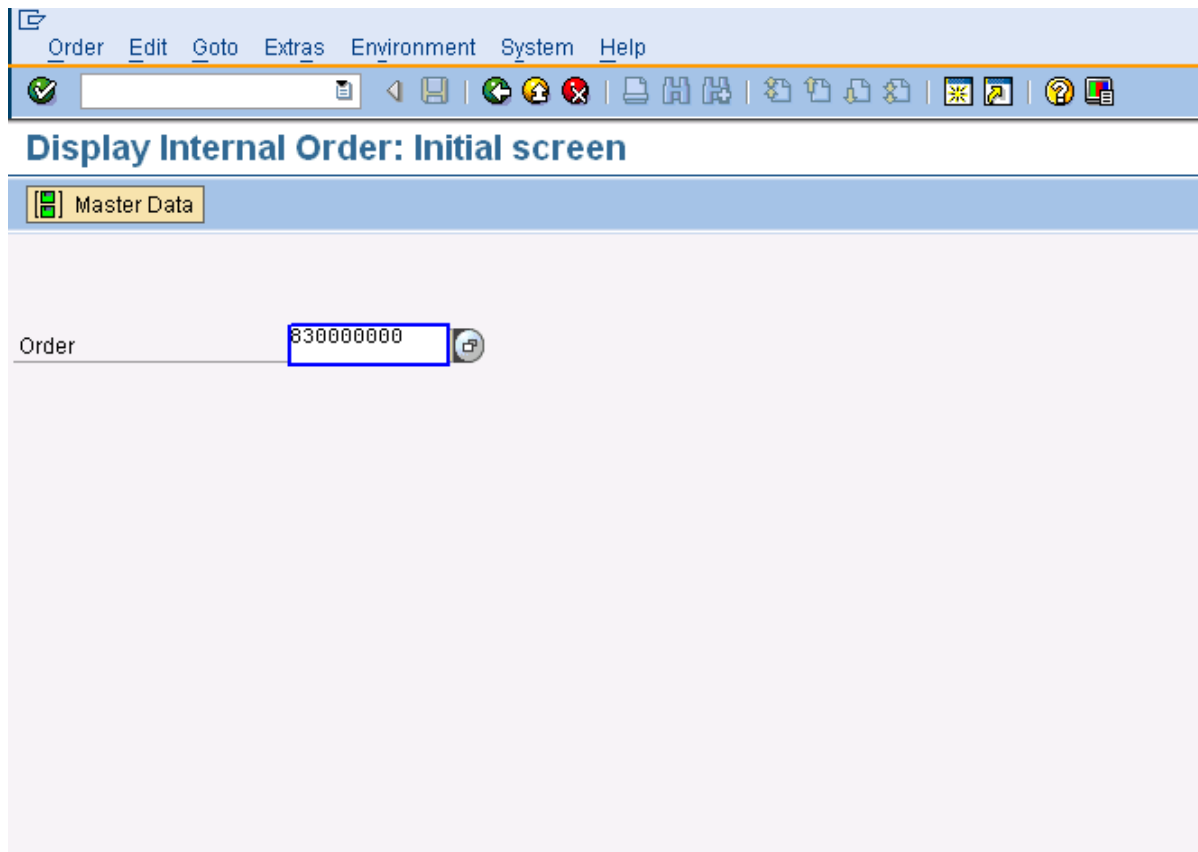 Order Edit Goto Extras Environment System Help
Display Internal Order: Initial screen
Master Data
Order 830000000